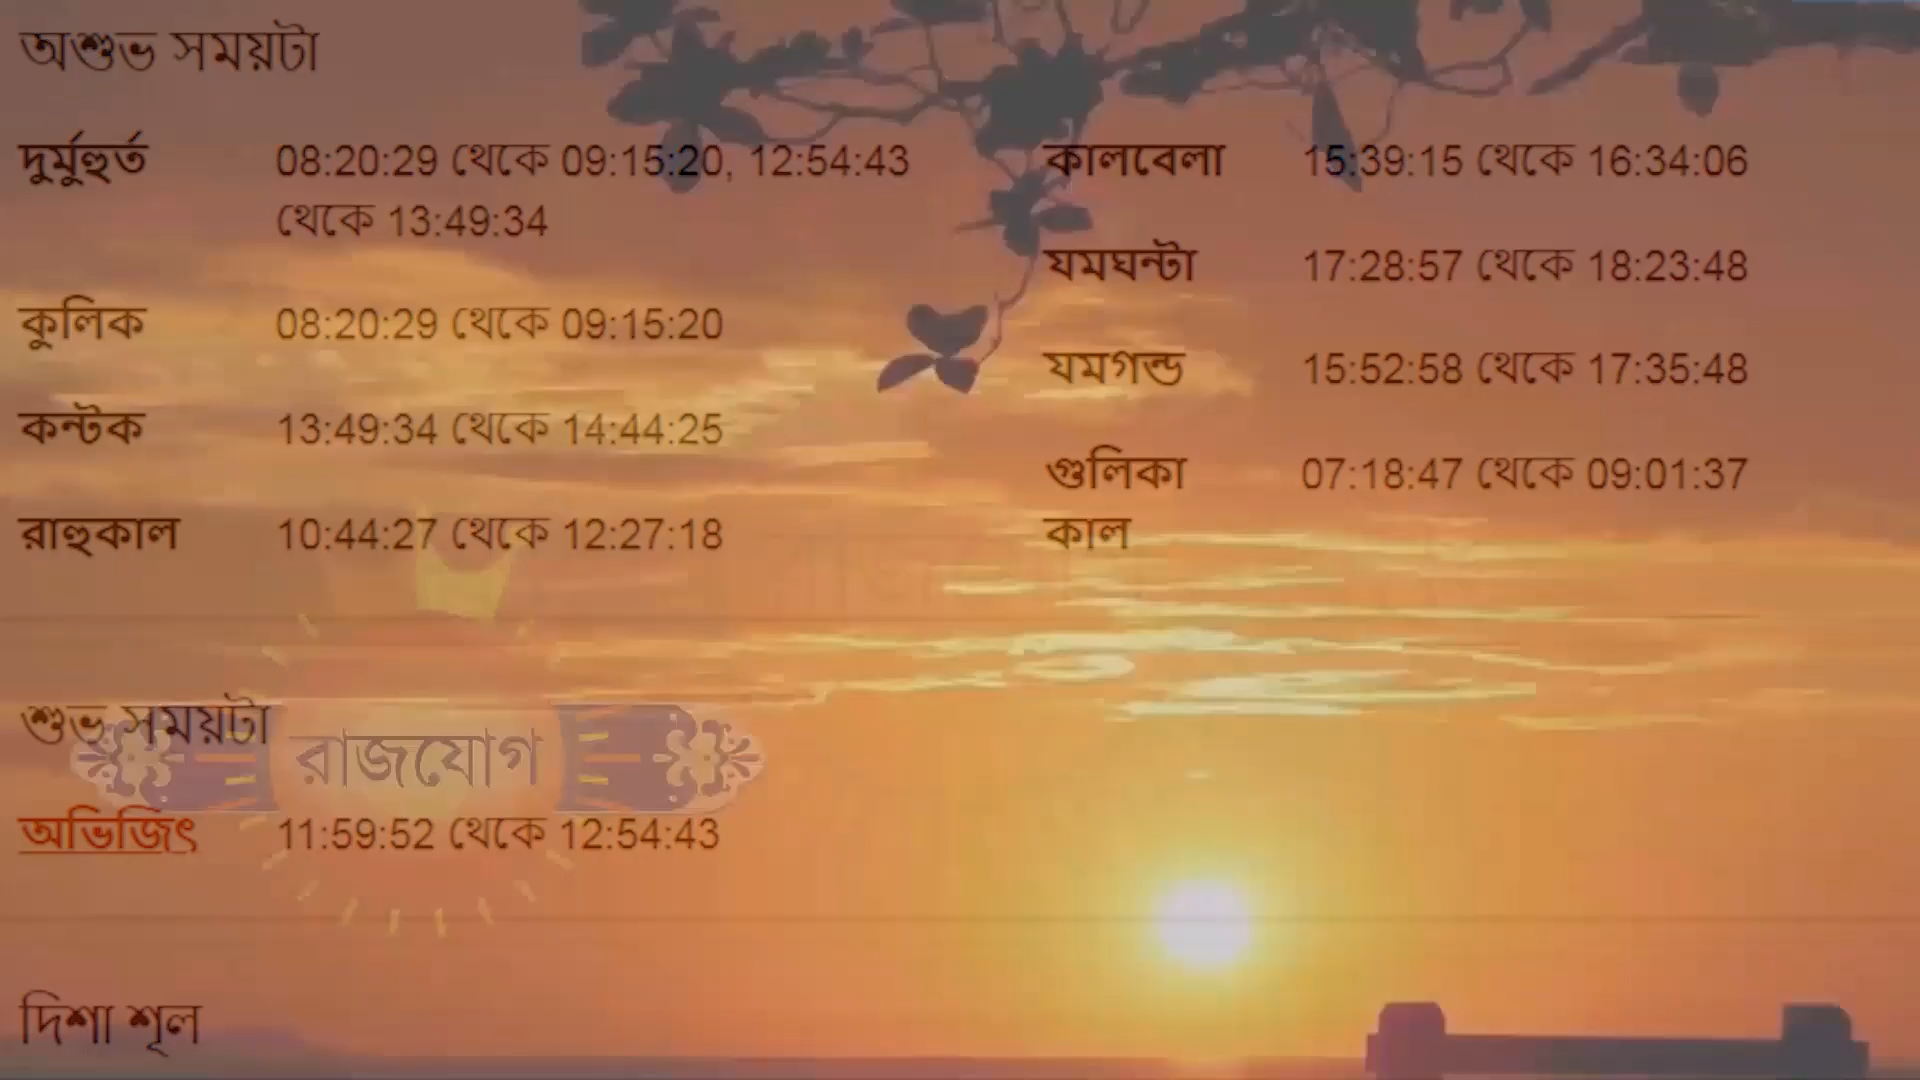 অশুভ সময়টা
দুর্মুহুর্ত 08:20:29 থেকে 09:15:20, 12:54:43
থেকে 13:49:34
কুলিক 08:20:29 থেকে 09:15:20
কন্টক 13:49:34 থেকে 14:44:25
রাহুকাল 10:44:27 থেকে 12:27:18
কালবেলা 15:39:15 থেকে 16:34:06
যমঘন্টা 17:28:57 থেকে 18:23:48
যমগন্ড 15:52:58 থেকে 17:35:48
গুলিকা 07:18:47 থেকে 09:01:37
কাল
শুভ সময়টা
রাজযোগ
অভিজিৎ 11:59:52 থেকে 12:54:43
দিশা শূল